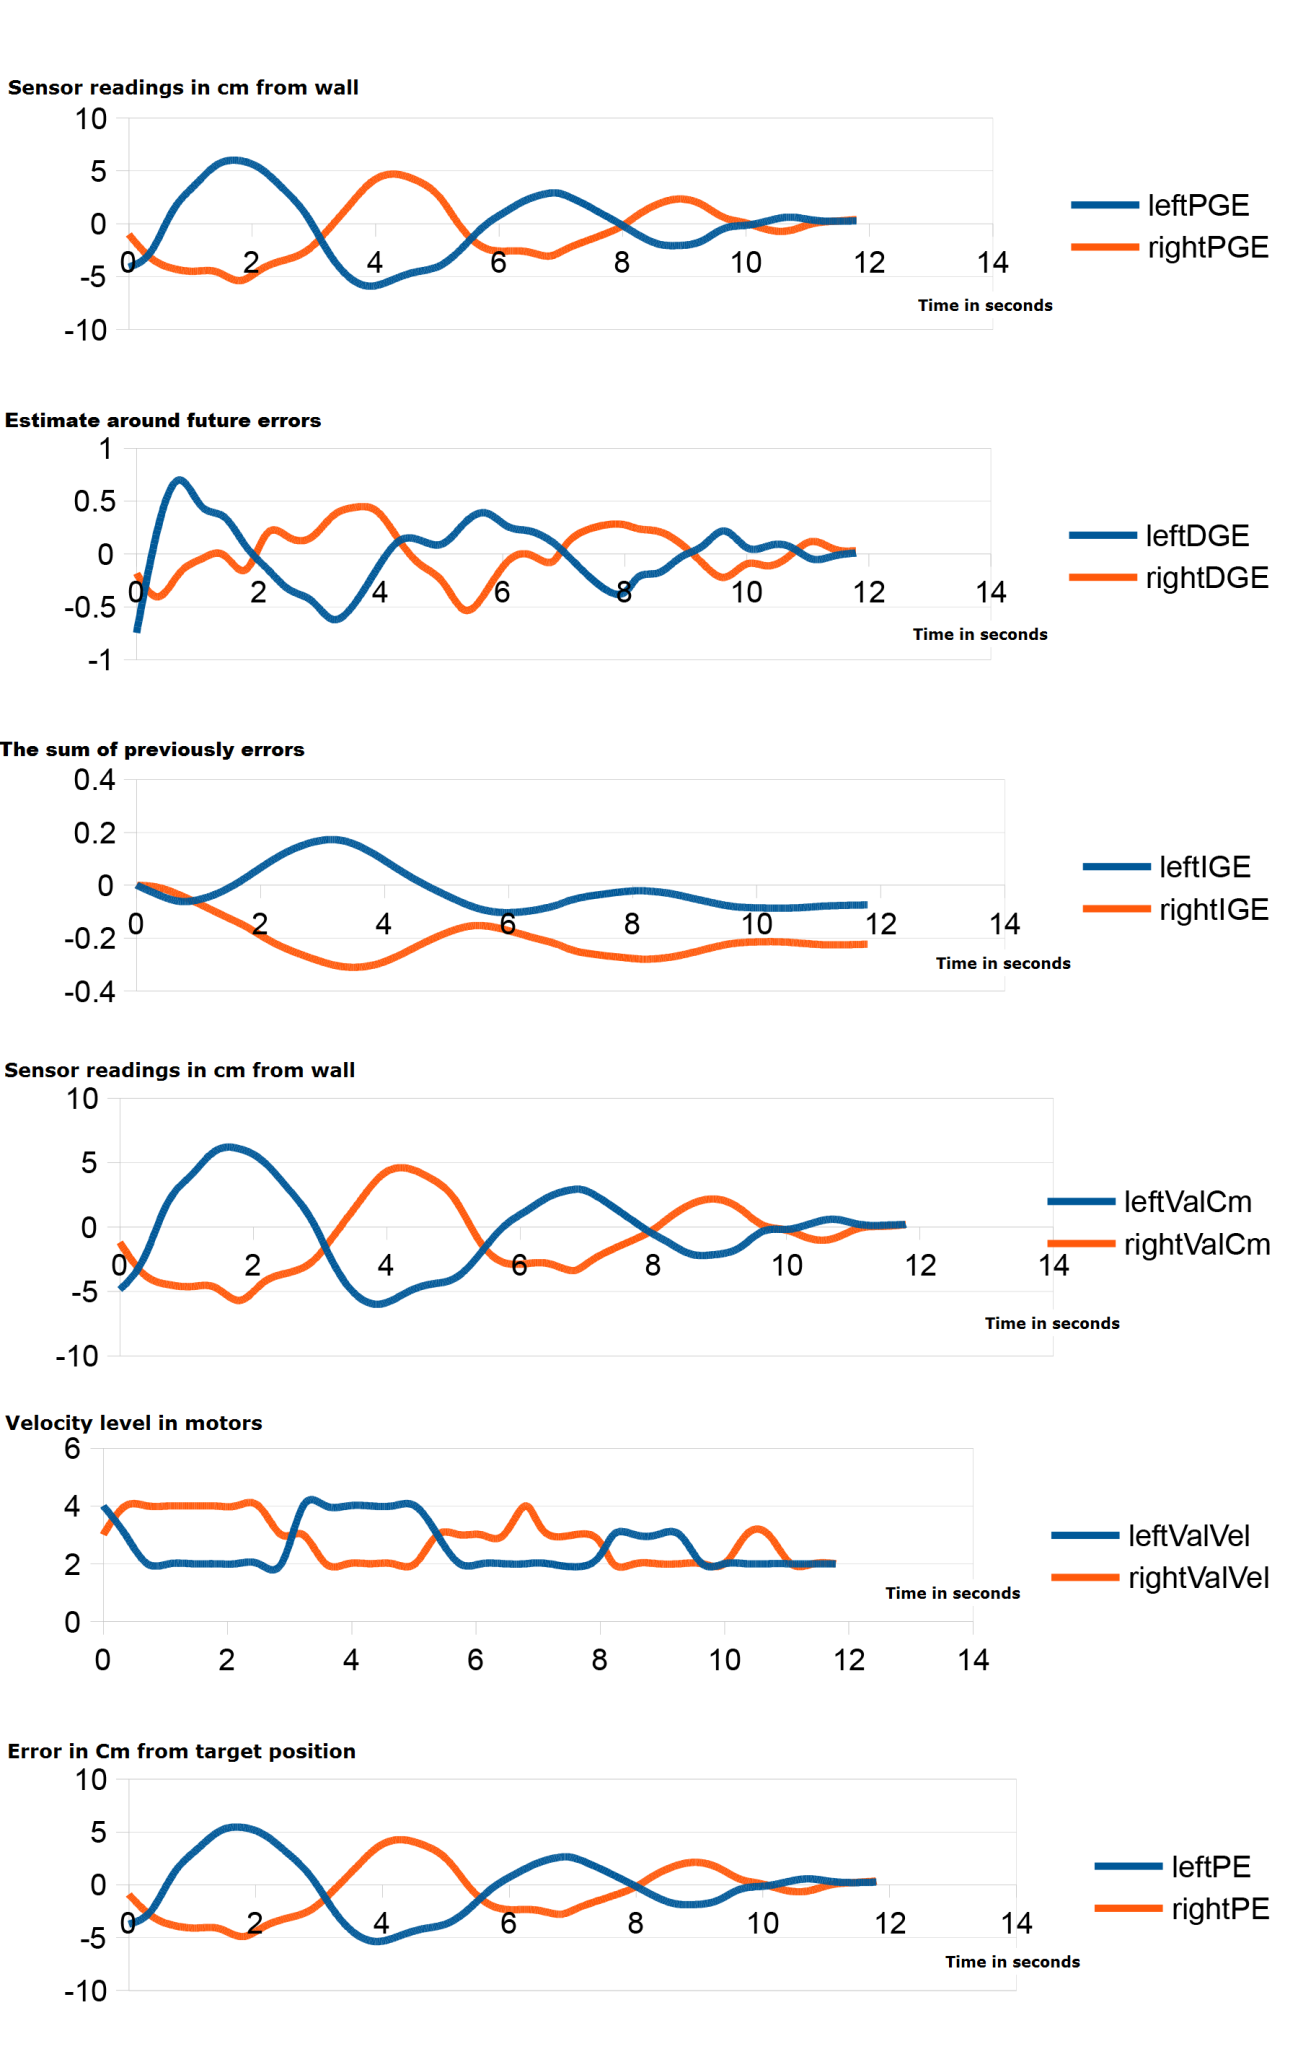 Sensor readings in cm from wall
10
5
0
-5
-10
0 2 4 6 8 10 12 14
Time in seconds
leftPGE
rightPGE
Estimate around future errors
1
0.5
0
-0.5
-1
0 2 4 6 8 10 12 14
Time in seconds
leftDGE
rightDGE
The sum of previously errors
0.4
0.2
0
-0.2
-0.4
0 2 4 6 8 10 12 14
Time in seconds
leftIGE
rightIGE
Sensor readings in cm from wall
10
5
0
-5
-10
0 2 4 6 8 10 12 14
Time in seconds
leftValCm
rightValCm
Velocity level in motors
6
4
2
0
0 2 4 6 8 10 12 14
Time in seconds
leftValVel
rightValVel
Error in Cm from target position
10
5
0
-5
-10
0 2 4 6 8 10 12 14
Time in seconds
leftPE
rightPE